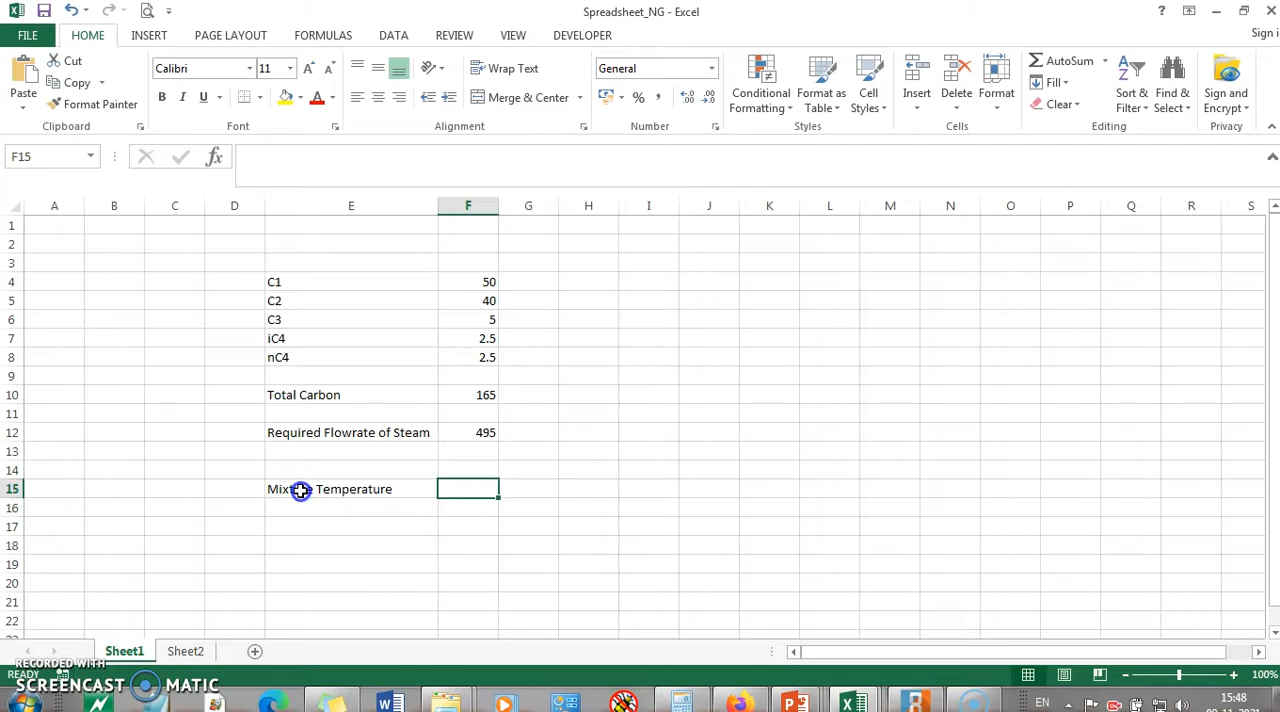 Spreadsheet_NG - Excel
FILE HOME INSERT PAGE LAYOUT FORMULAS DATA REVIEW VIEW DEVELOPER Sign i
Paste
Cut
Copy
Format Painter
Clipboard
Calibri 11
B I U
Font
Wrap Text
Merge & Center
Alignment
General
%
Number
Conditional Formatting
Format as Table
Cell Styles
Styles
Insert
Delete
Format
Cells
AutoSum
Fill
Clear
Sort & Filter
Find & Select
Editing
Sign and Encrypt
Privacy
F15 fx
A B C D E F G H I J K L M N O P Q R S
1
2
3
4 C1 50
5 C2 40
6 C3 5
7 iC4 2.5
8 nC4 2.5
9
10 Total Carbon 165
11
12 Required Flowrate of Steam 495
13
14
15 Mixture Temperature
16
17
18
19
20
21
22
Sheet1 Sheet2
RECORDED WITH
READY
100%
SCREENCAST MATIC
EN
15:48